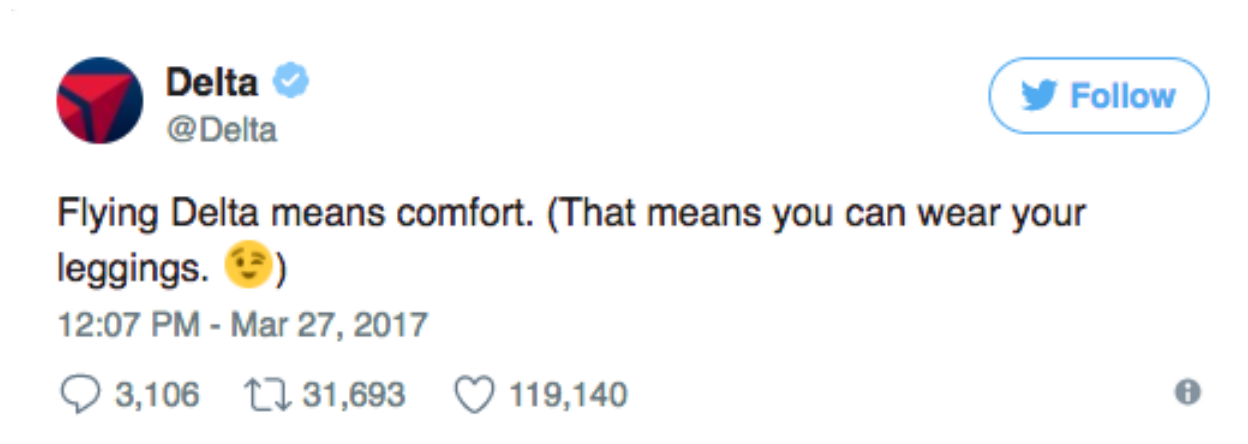 Delta
@Delta
Follow
Flying Delta means comfort. (That means you can wear your
leggings. 😉)
12:07 PM - Mar 27, 2017
3,106 31,693 119,140